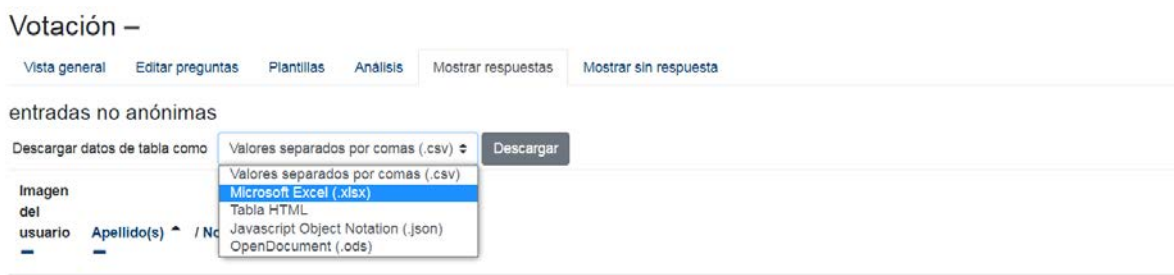 Votación –
Vista general Editar preguntas Plantillas Análisis Mostrar respuestas Mostrar sin respuesta
entradas no anónimas
Descargar datos de tabla como Valores separados por comas (.csv) Descargar
Valores separados por comas (.csv)
Microsoft Excel (.xlsx)
Tabla HTML
Javascript Object Notation (.json)
OpenDocument (.ods)
Imagen
del
usuario Apellido(s) / No